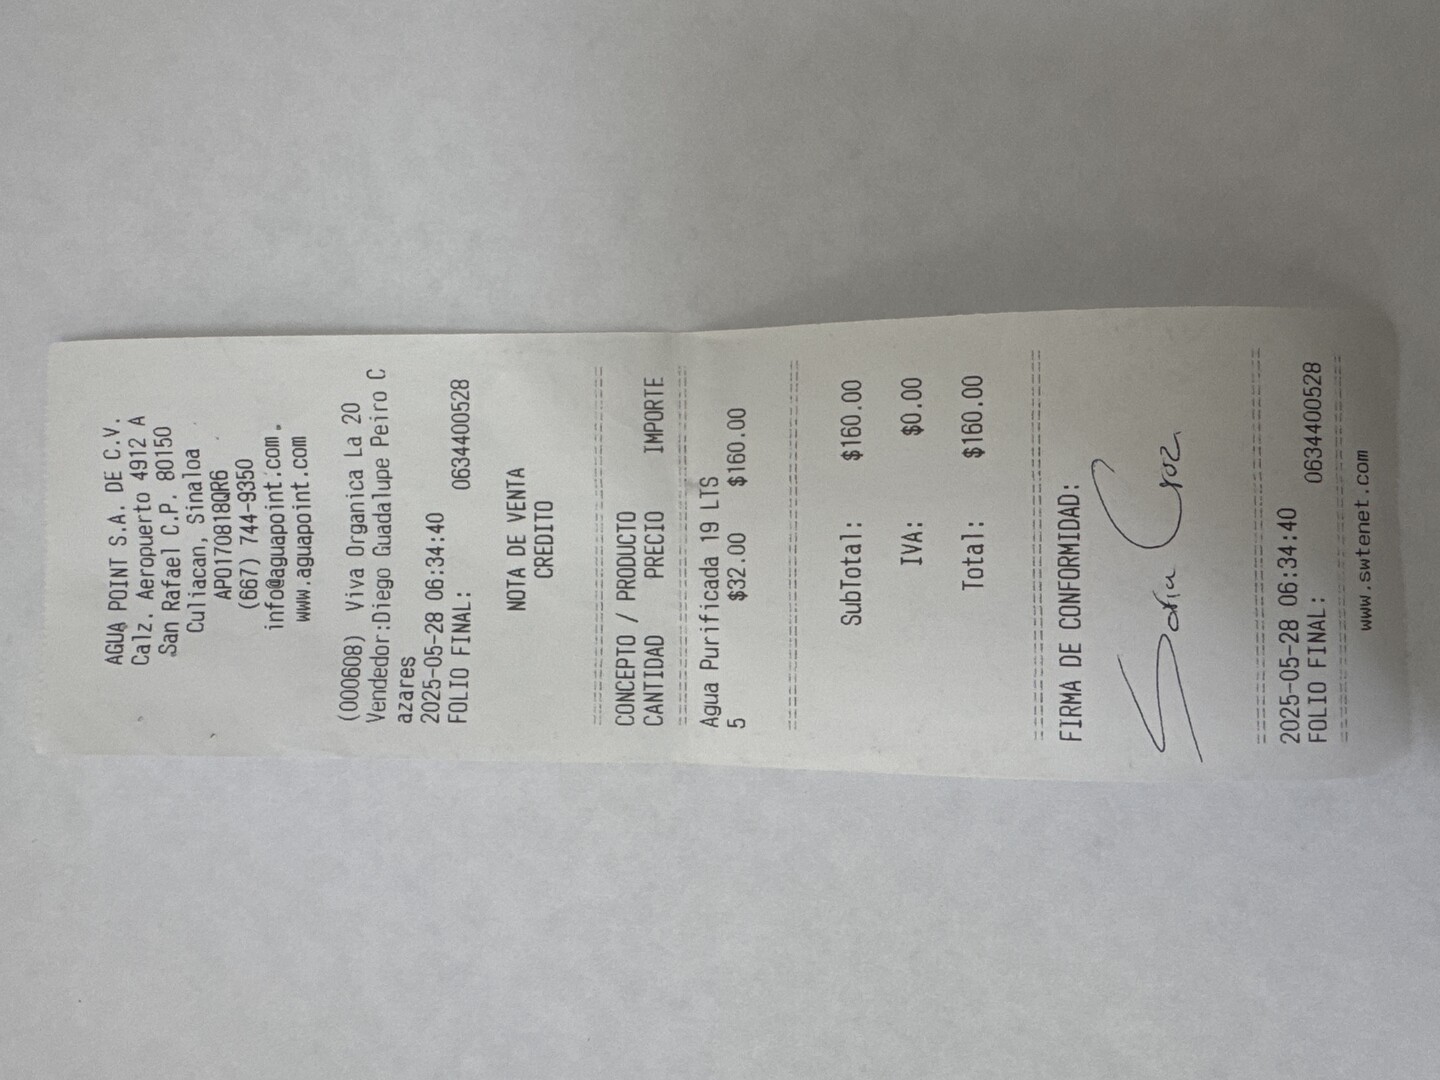 AGUA POINT S.A. DE C.V.
Calz. Aeropuerto 4912 A
San Rafael C.P. 80150
Culiacan, Sinaloa
APO170818QR6
(667) 744-9350
info@aguapoint.com.
www.aguapoint.com
(000608) Viva Organica La 20
Vendedor:Diego Guadalupe Peiro C
azares
2025-05-28 06:34:40
FOLIO FINAL: 0634400528
NOTA DE VENTA
CREDITO
CONCEPTO / PRODUCTO
CANTIDAD PRECIO IMPORTE
Agua Purificada 19 LTS
5 $32.00 $160.00
SubTotal: $160.00
IVA: $0.00
Total: $160.00
FIRMA DE CONFORMIDAD:
Sofia Cruz
2025-05-28 06:34:40
FOLIO FINAL: 0634400528
www.swtenet.com